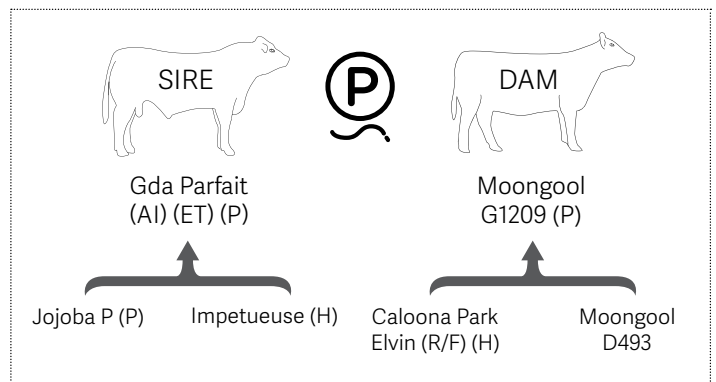 SIRE
P
DAM
Gda Parfait
(AI) (ET) (P)
Moongool
G1209 (P)
Jojoba P (P)
Impetueuse (H)
Caloona Park
Elvin (R/F) (H)
Moongool
D493